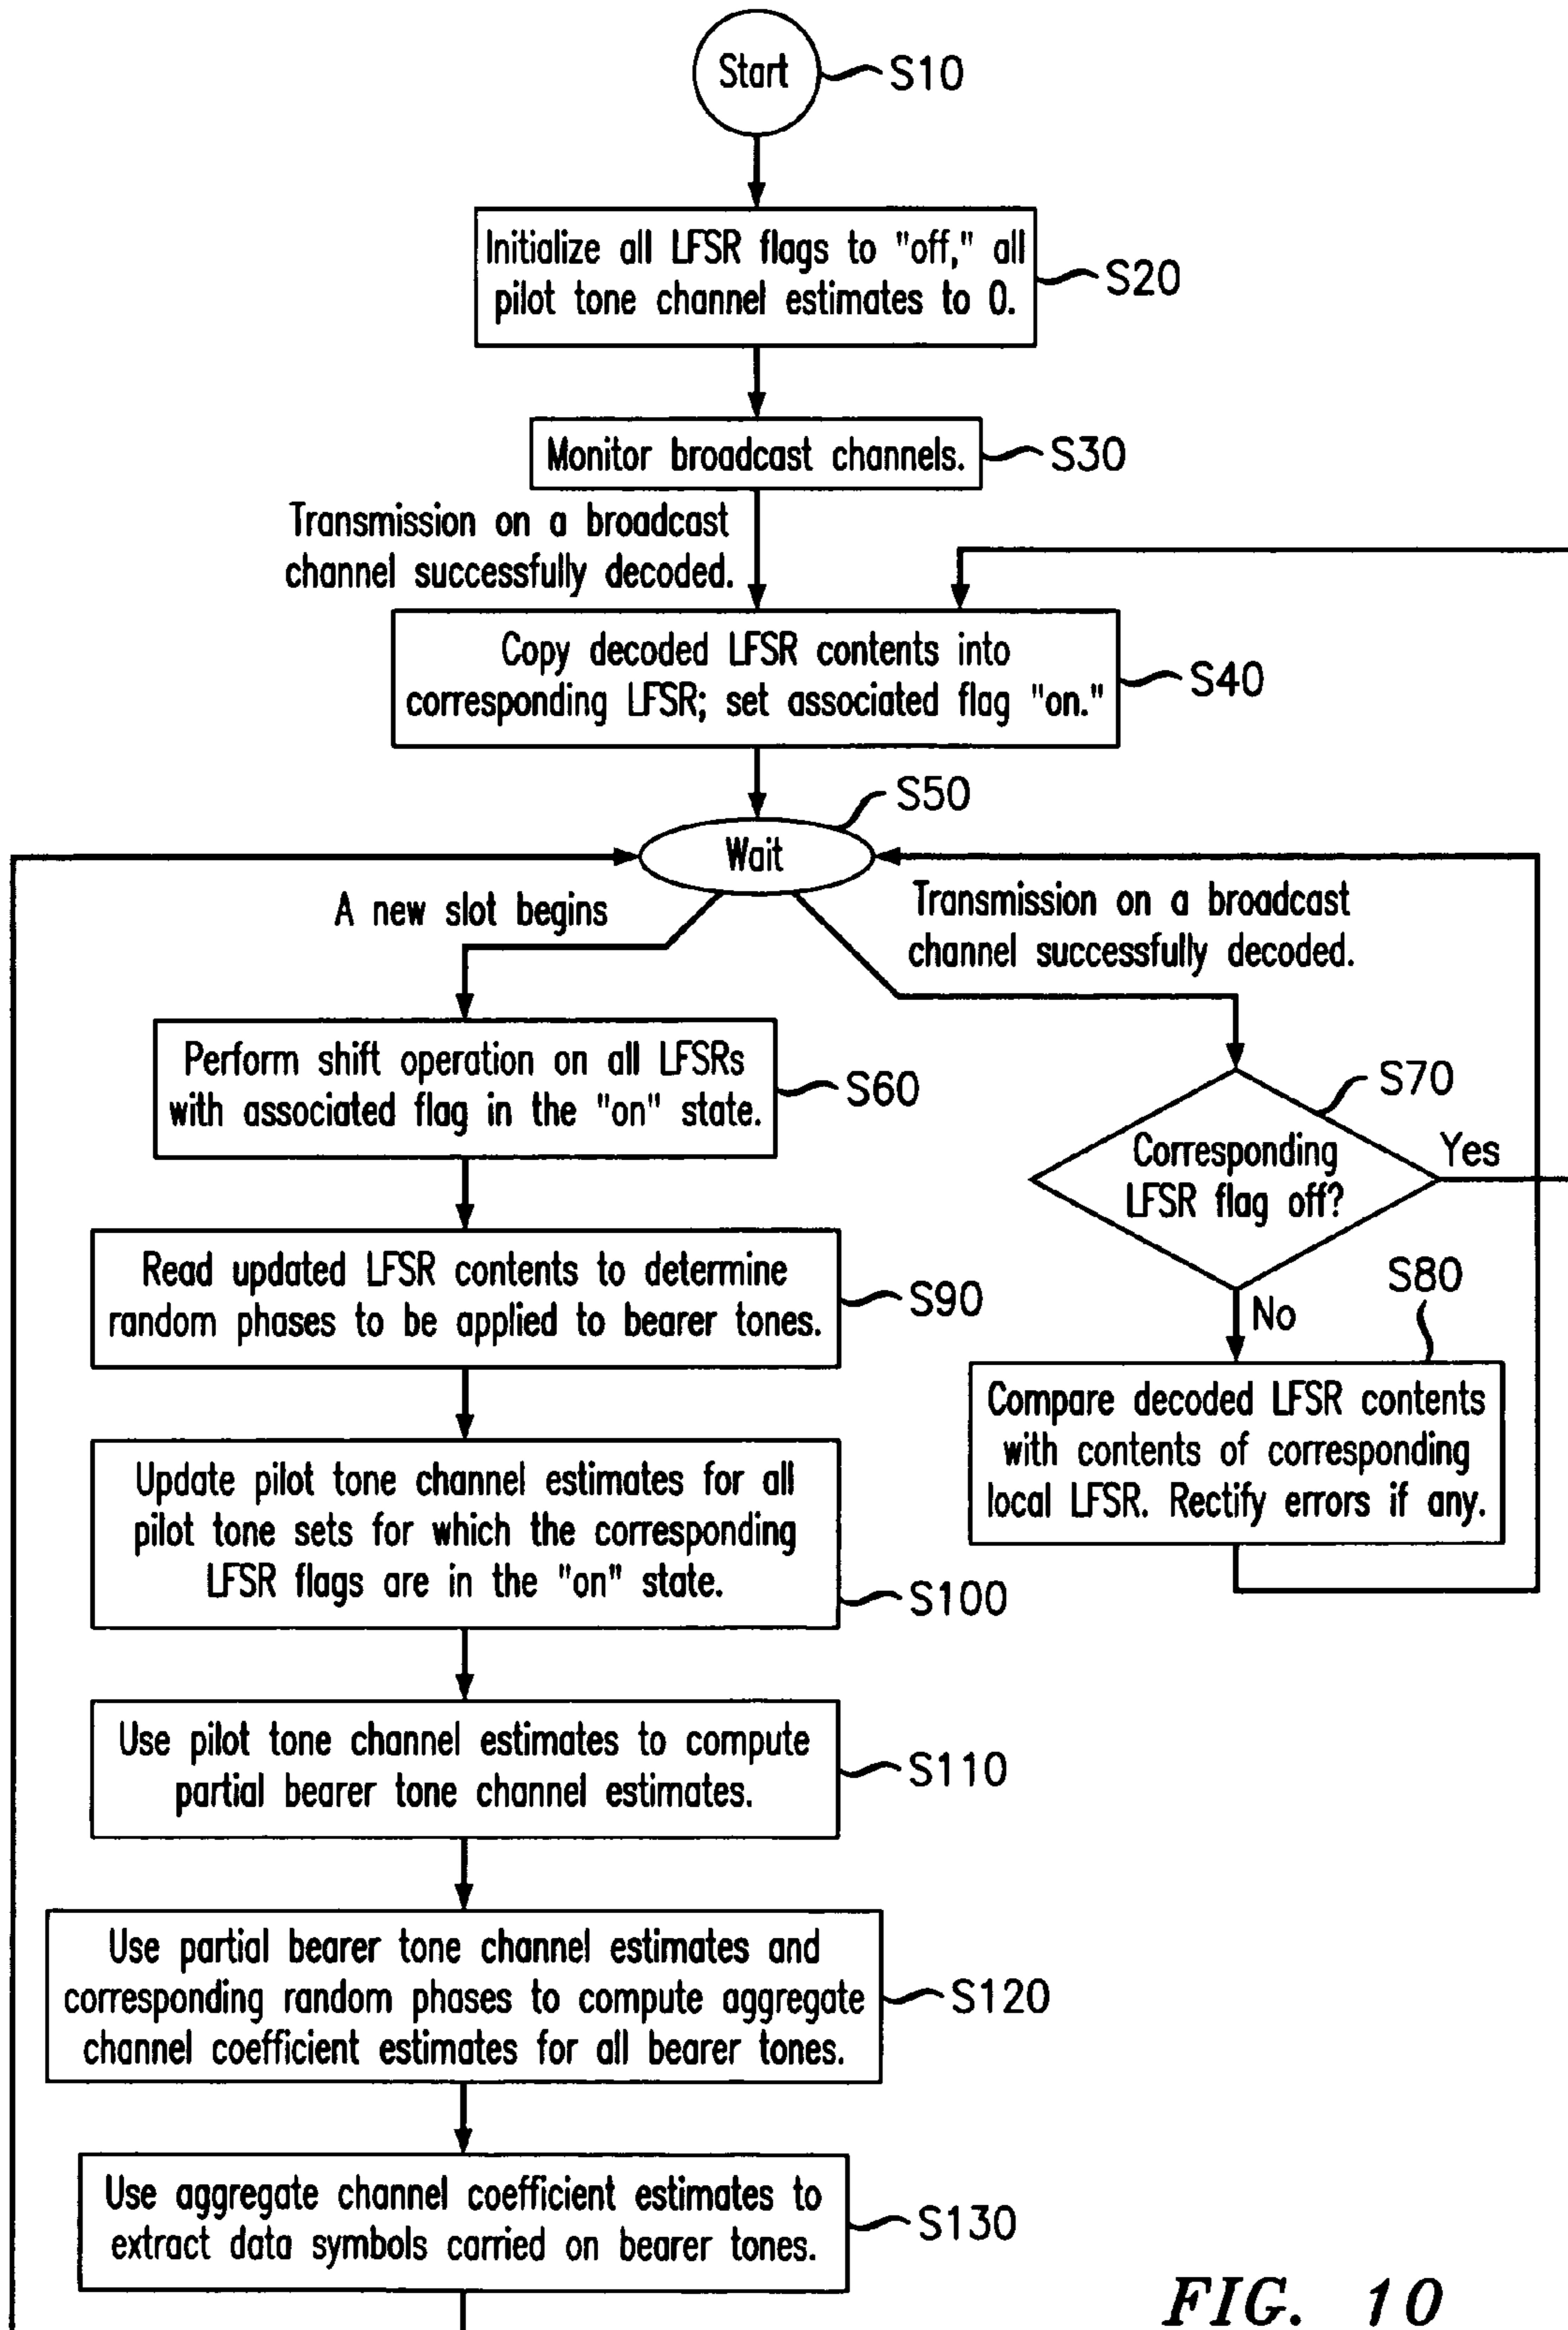 Start
S10
Initialize all LFSR flags to "off," all
pilot tone channel estimates to 0.
S20
Monitor broadcast channels.
S30
Transmission on a broadcast
channel successfully decoded.
Copy decoded LFSR contents into
corresponding LFSR; set associated flag "on."
S40
S50
Wait
A new slot begins
Transmission on a broadcast
channel successfully decoded.
Perform shift operation on all LFSRs
with associated flag in the "on" state.
S60
S70
Corresponding
LFSR flag off?
Yes
No
S80
Compare decoded LFSR contents
with contents of corresponding
local LFSR. Rectify errors if any.
Read updated LFSR contents to determine
random phases to be applied to bearer tones.
S90
Update pilot tone channel estimates for all
pilot tone sets for which the corresponding
LFSR flags are in the "on" state.
S100
Use pilot tone channel estimates to compute
partial bearer tone channel estimates.
S110
Use partial bearer tone channel estimates and
corresponding random phases to compute aggregate
channel coefficient estimates for all bearer tones.
S120
Use aggregate channel coefficient estimates to
extract data symbols carried on bearer tones.
S130
FIG. 10